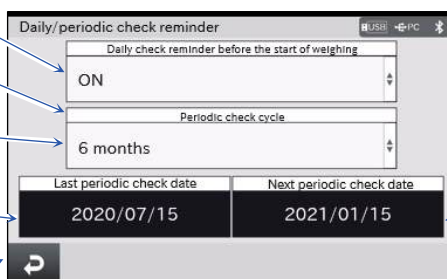 Daily/periodic check reminder USB PC
Daily check reminder before the start of weighing
ON
Periodic check cycle
6 months
Last periodic check date Next periodic check date
2020/07/15 2021/01/15